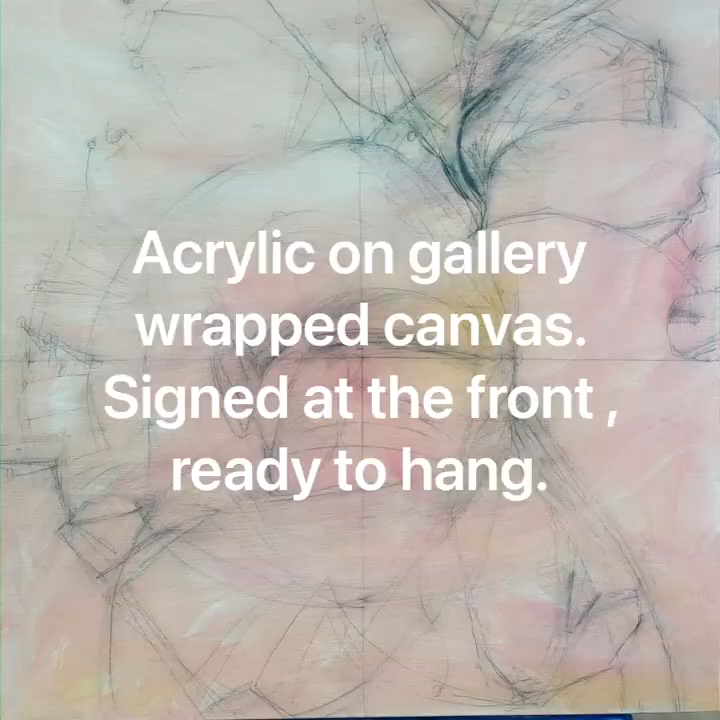 Acrylic on gallery
wrapped canvas.
Signed at the front ,
ready to hang.